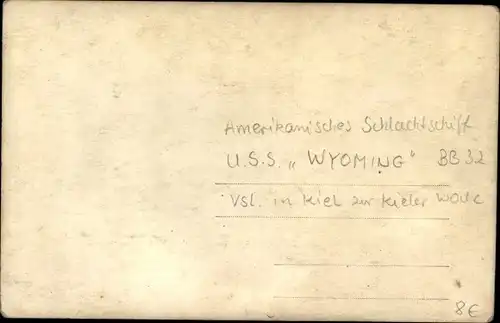 Amerikanisches Schlachtschiff
U.S.S. „WYOMING" BB 32
Vsl. in Kiel zur Kieler Woche
8€